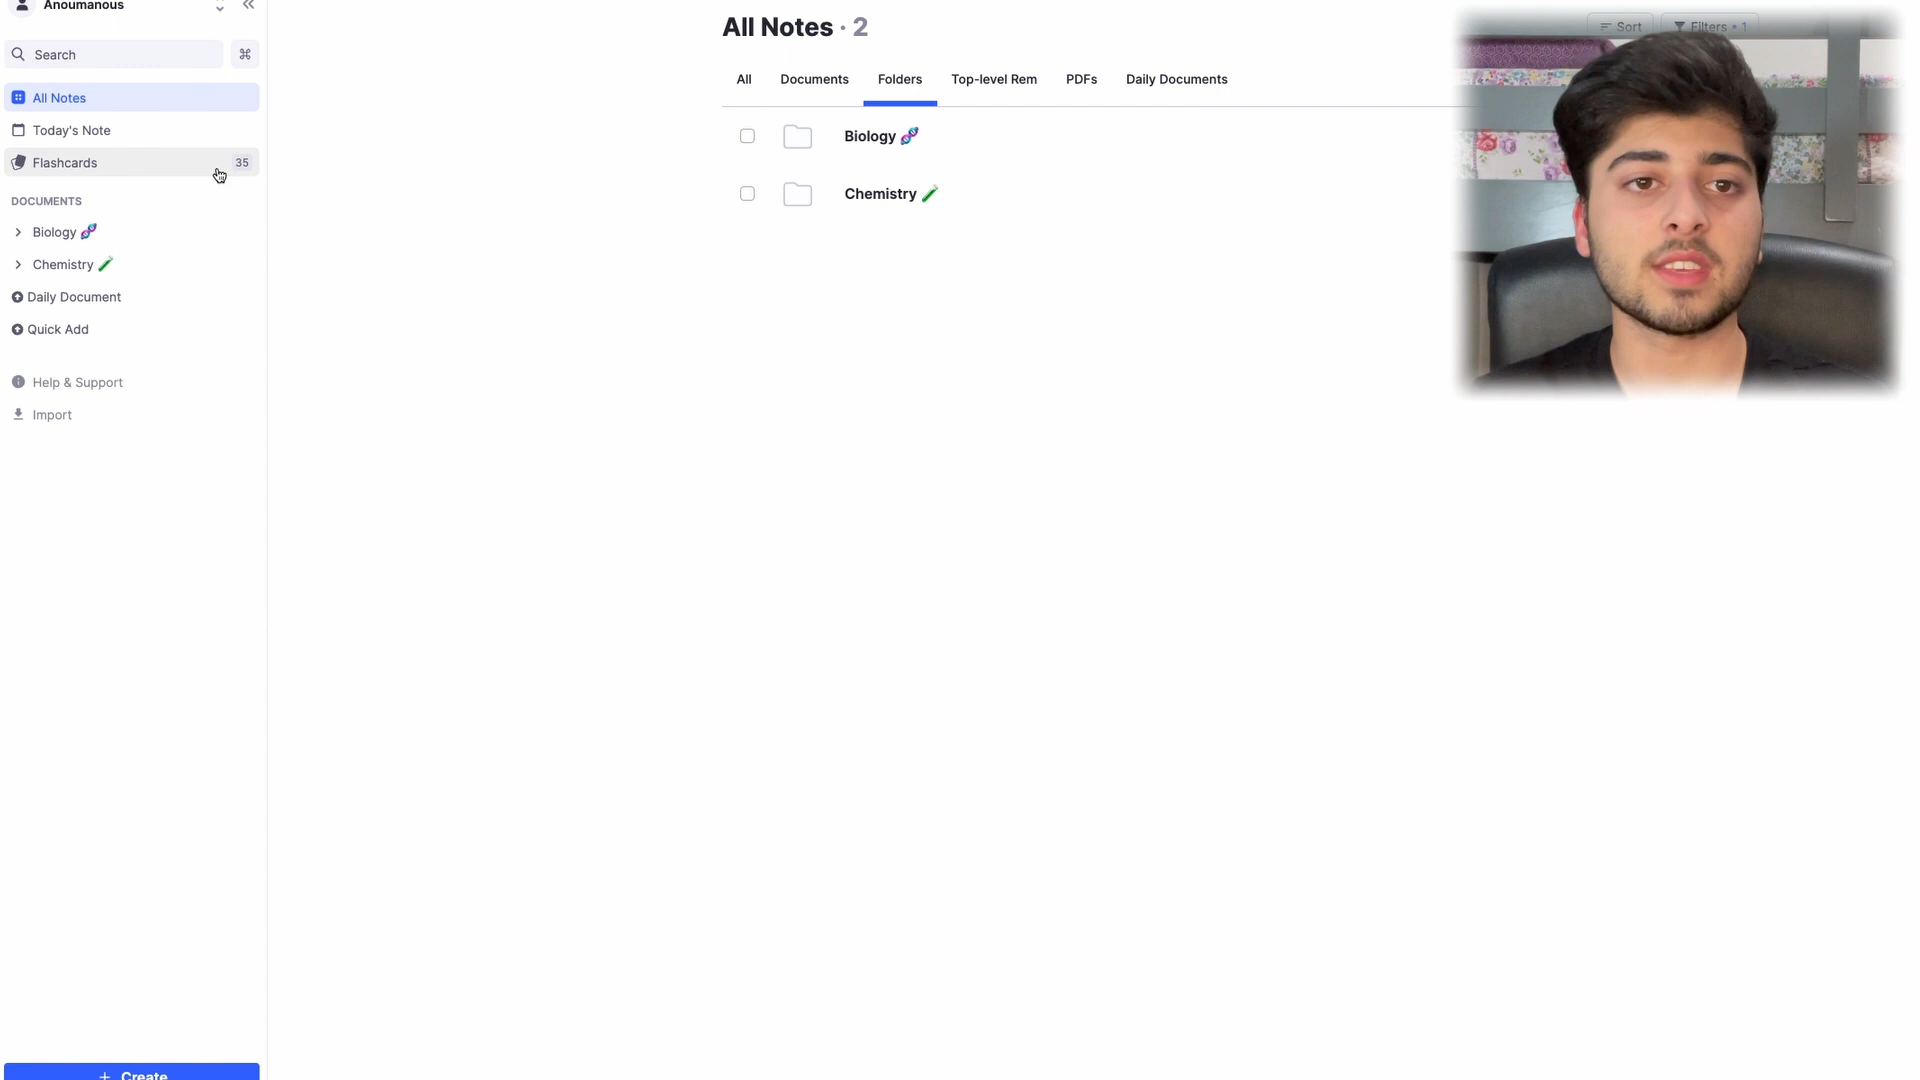 Anoumanous
Search
⌘
All Notes
Today's Note
Flashcards 35
DOCUMENTS
Biology 🧬
Chemistry 🧪
Daily Document
Quick Add
Help & Support
Import
+ Create
All Notes · 2
Sort Filters • 1
All Documents Folders Top-level Rem PDFs Daily Documents
Biology 🧬
Chemistry 🧪